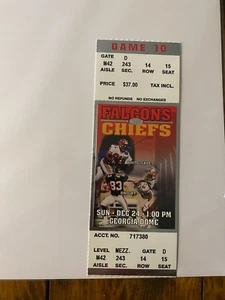 GAME 10
GATE D
M42 243 14 15
AISLE SEC. ROW SEAT
PRICE $37.00 TAX INCL.
NO REFUNDS - NO EXCHANGES
FALCONS
CHIEFS
83
SUN - DEC 24 - 1:00 PM
GEORGIA DOME
ACCT. NO. 717380
LEVEL MEZZ. GATE D
M42 243 14 15
AISLE SEC. ROW SEAT